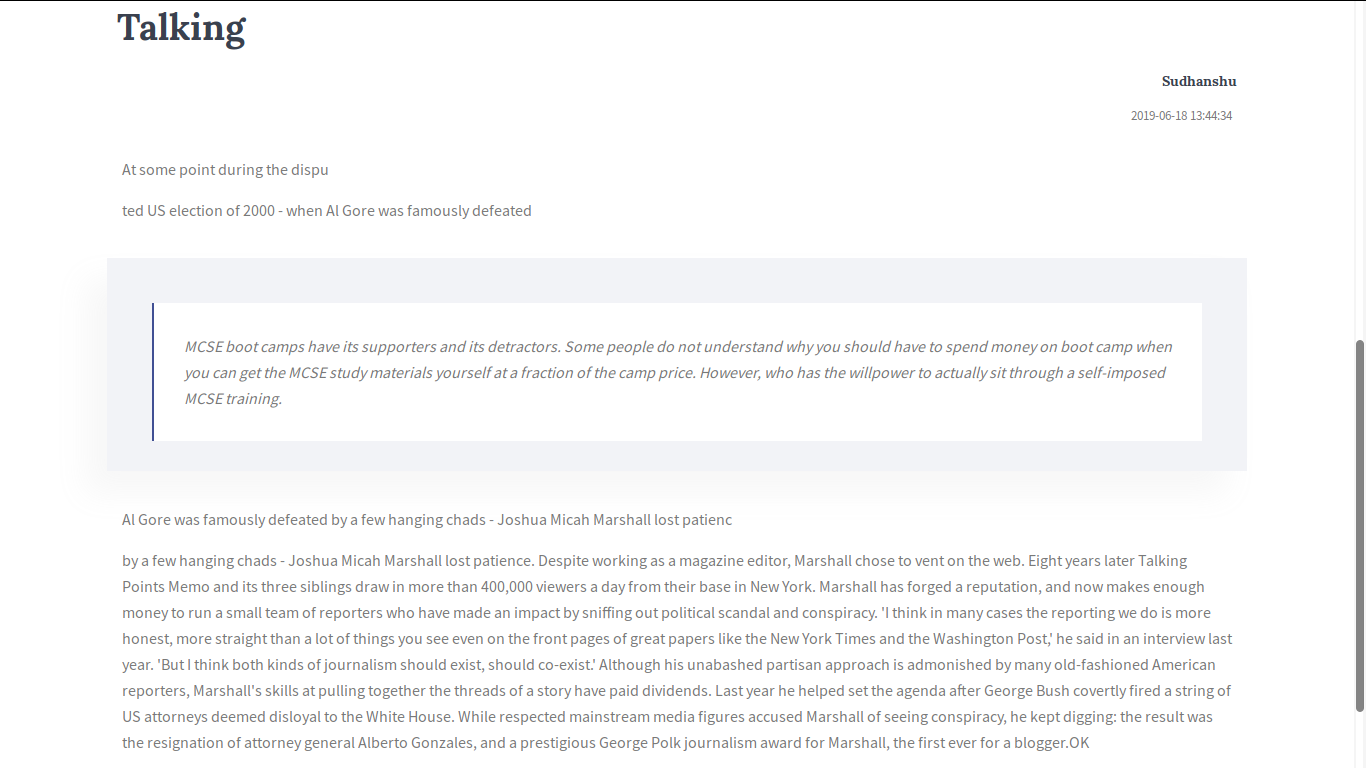 Talking
Sudhanshu
2019-06-18 13:44:34
At some point during the dispu
ted US election of 2000 - when Al Gore was famously defeated
MCSE boot camps have its supporters and its detractors. Some people do not understand why you should have to spend money on boot camp when
you can get the MCSE study materials yourself at a fraction of the camp price. However, who has the willpower to actually sit through a self-imposed
MCSE training.
Al Gore was famously defeated by a few hanging chads - Joshua Micah Marshall lost patienc
by a few hanging chads - Joshua Micah Marshall lost patience. Despite working as a magazine editor, Marshall chose to vent on the web. Eight years later Talking
Points Memo and its three siblings draw in more than 400,000 viewers a day from their base in New York. Marshall has forged a reputation, and now makes enough
money to run a small team of reporters who have made an impact by sniffing out political scandal and conspiracy. 'I think in many cases the reporting we do is more
honest, more straight than a lot of things you see even on the front pages of great papers like the New York Times and the Washington Post,' he said in an interview last
year. 'But I think both kinds of journalism should exist, should co-exist.' Although his unabashed partisan approach is admonished by many old-fashioned American
reporters, Marshall's skills at pulling together the threads of a story have paid dividends. Last year he helped set the agenda after George Bush covertly fired a string of
US attorneys deemed disloyal to the White House. While respected mainstream media figures accused Marshall of seeing conspiracy, he kept digging: the result was
the resignation of attorney general Alberto Gonzales, and a prestigious George Polk journalism award for Marshall, the first ever for a blogger.OK